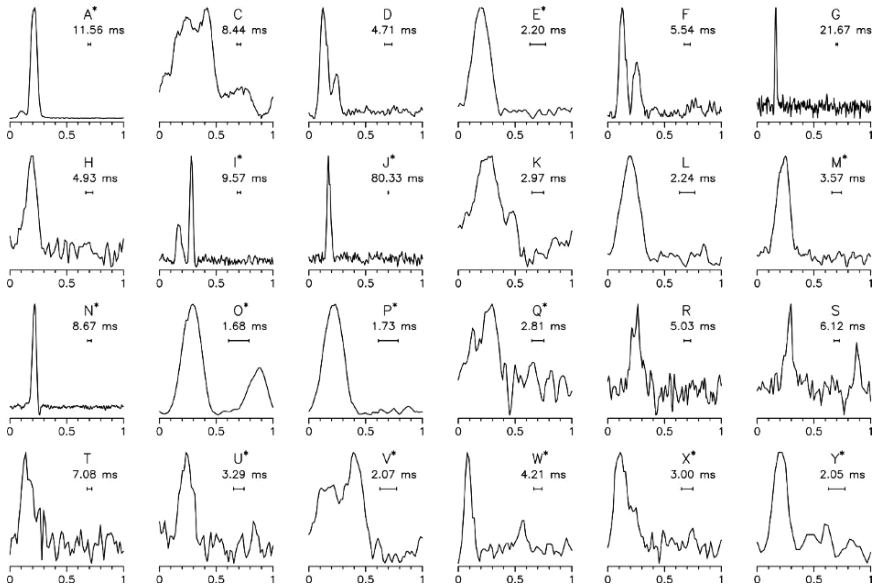 A* C D E* F G
11.56 ms 8.44 ms 4.71 ms 2.20 ms 5.54 ms 21.67 ms
0 0.5 1 0 0.5 1 0 0.5 1 0 0.5 1 0 0.5 1 0 0.5 1
H I* J* K L M*
4.93 ms 9.57 ms 80.33 ms 2.97 ms 2.24 ms 3.57 ms
0 0.5 1 0 0.5 1 0 0.5 1 0 0.5 1 0 0.5 1 0 0.5 1
N* O* P* Q* R S
8.67 ms 1.68 ms 1.73 ms 2.81 ms 5.03 ms 6.12 ms
0 0.5 1 0 0.5 1 0 0.5 1 0 0.5 1 0 0.5 1 0 0.5 1
T U* V* W* X* Y*
7.08 ms 3.29 ms 2.07 ms 4.21 ms 3.00 ms 2.05 ms
0 0.5 1 0 0.5 1 0 0.5 1 0 0.5 1 0 0.5 1 0 0.5 1